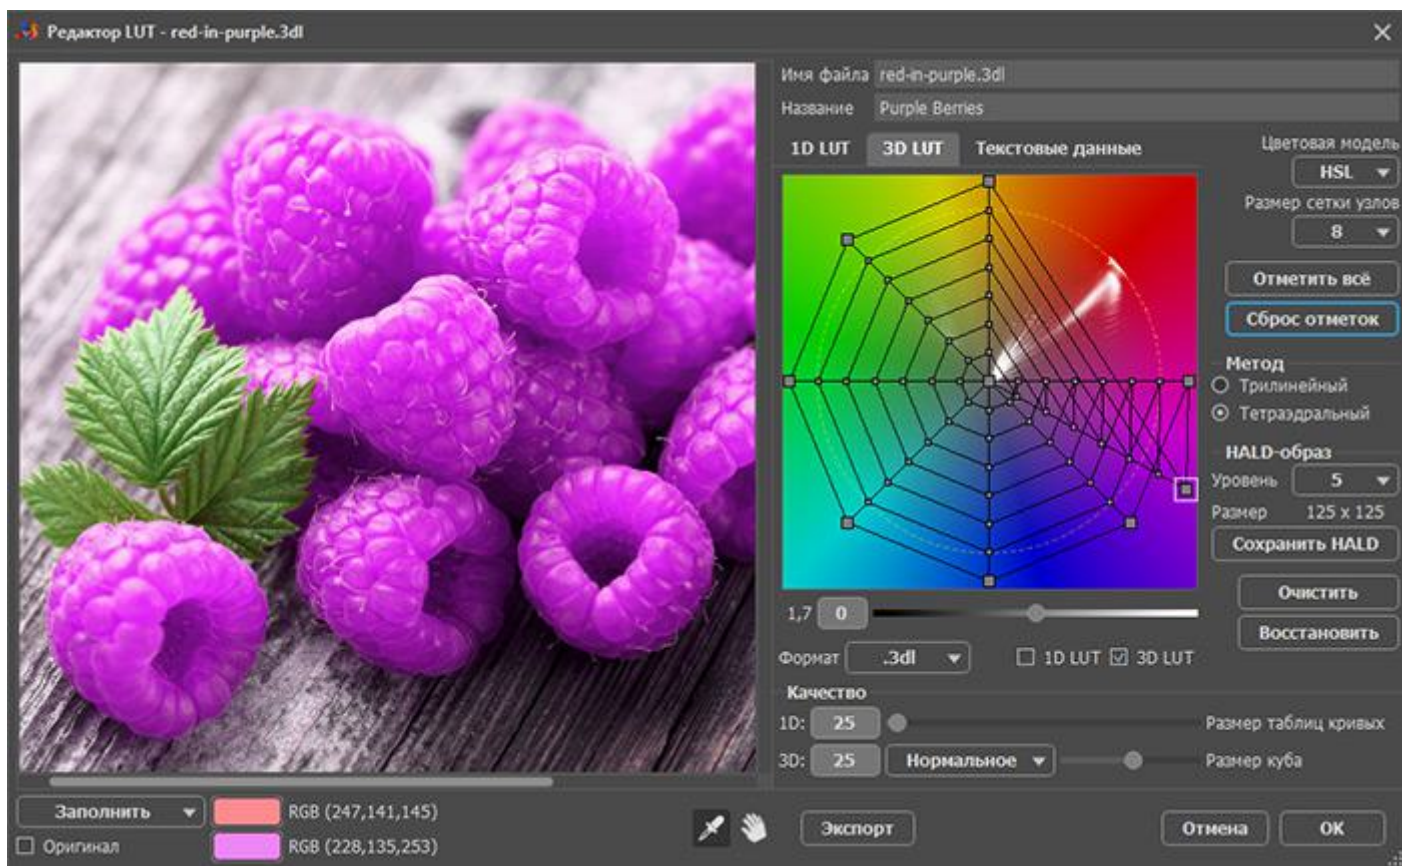 Редактор LUT - red-in-purple.3dl
Имя файла red-in-purple.3dl
Название Purple Berries
1D LUT 3D LUT Текстовые данные
Цветовая модель
HSL
Размер сетки узлов
8
Отметить всё
Сброс отметок
Метод
Трилинейный
Тетраэдральный
HALD-образ
Уровень 5
Размер 125 x 125
Сохранить HALD
Очистить
Восстановить
1,7 0
Формат .3dl 1D LUT 3D LUT
Качество
1D: 25 Размер таблиц кривых
3D: 25 Нормальное Размер куба
Заполнить RGB (247,141,145)
Оригинал RGB (228,135,253)
Экспорт Отмена OK